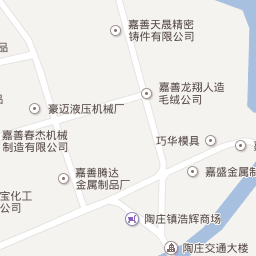 嘉善天晟精密
铸件有限公司
品
嘉善龙翔人造
毛绒公司
豪迈液压机械厂
嘉善春杰机械
制造有限公司
巧华模具
嘉善腾达
金属制品厂
嘉盛金属制
宝化工
公司
陶庄镇浩辉商场
陶庄交通大楼